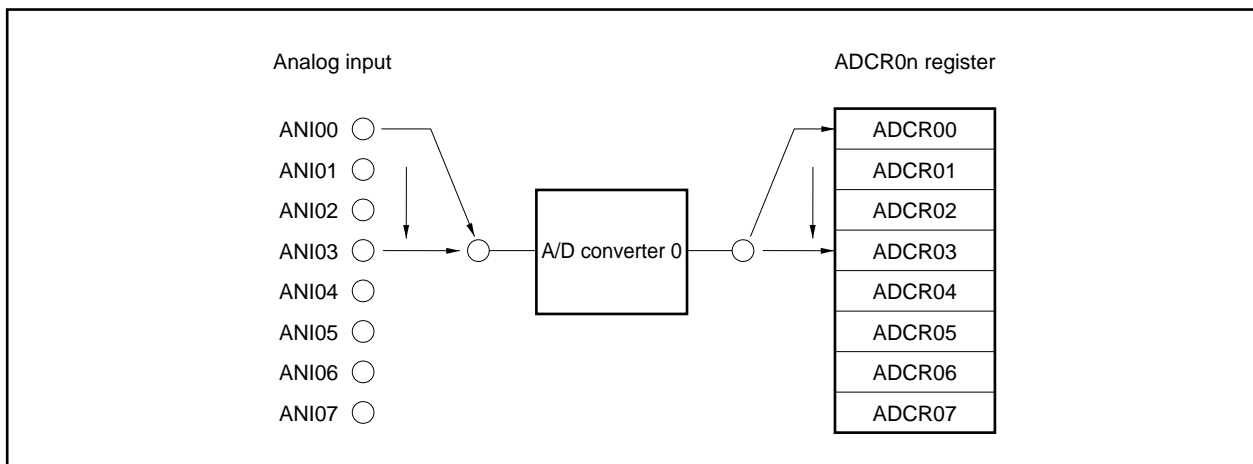 Analog input
ADCR0n register
ANI00
ANI01
ANI02
ANI03
ANI04
ANI05
ANI06
ANI07
A/D converter 0
ADCR00
ADCR01
ADCR02
ADCR03
ADCR04
ADCR05
ADCR06
ADCR07